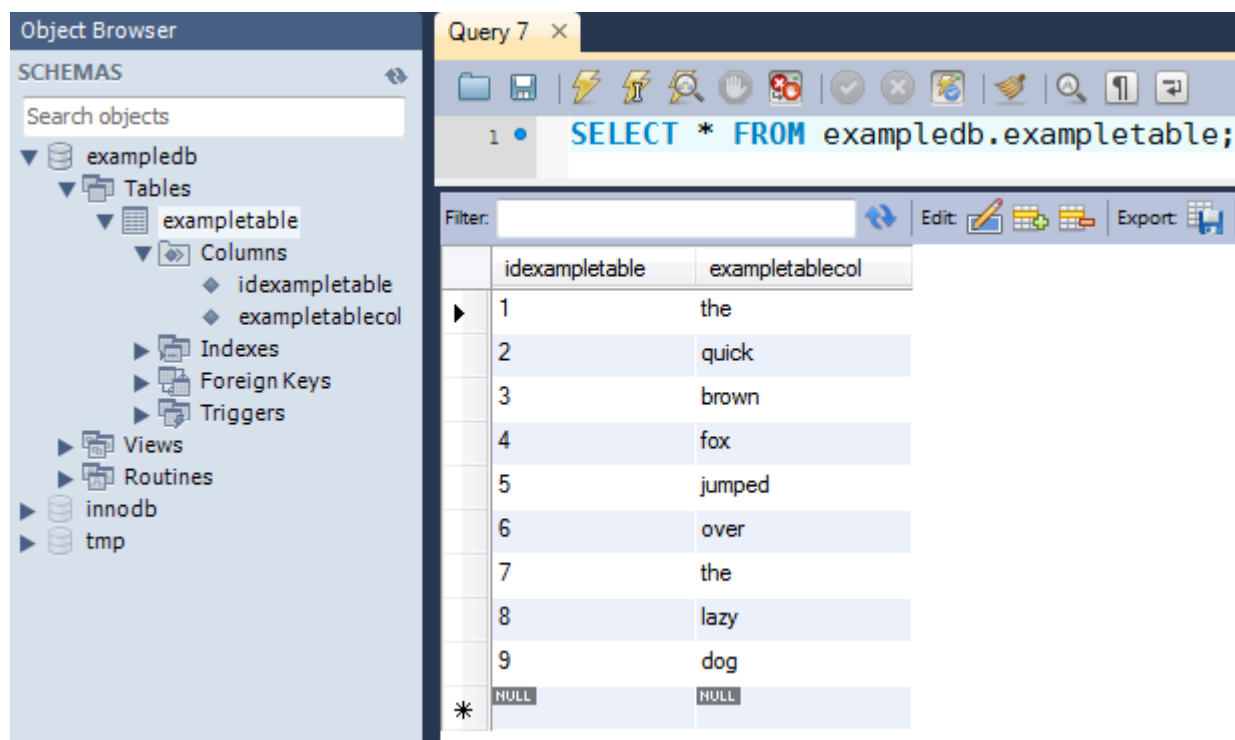 Object Browser
SCHEMAS
Search objects
exampledb
Tables
exampletable
Columns
idexampletable
exampletablecol
Indexes
Foreign Keys
Triggers
Views
Routines
innodb
tmp
Query 7
1 SELECT * FROM exampledb.exampletable;
Filter: Edit: Export:
idexampletable exampletablecol
1 the
2 quick
3 brown
4 fox
5 jumped
6 over
7 the
8 lazy
9 dog
NULL NULL